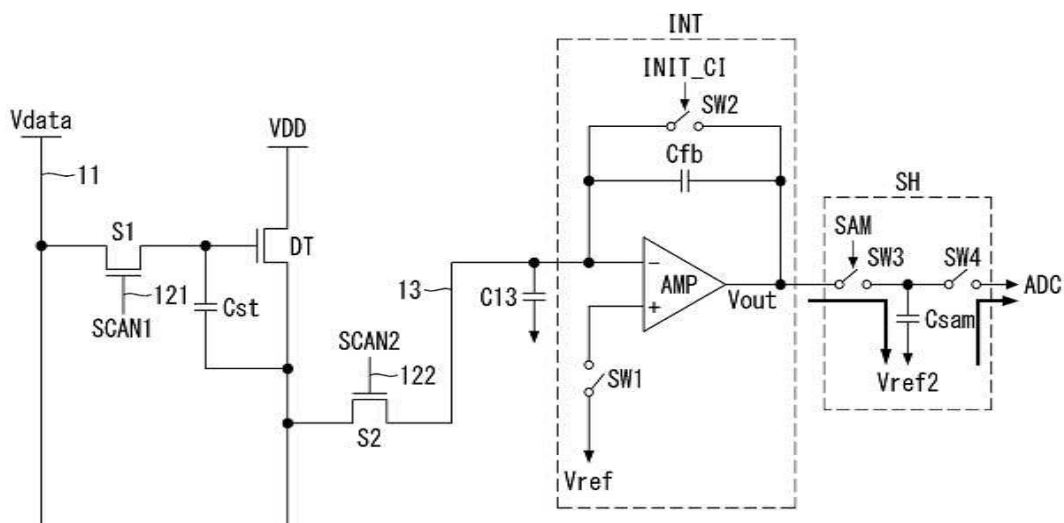 INT
INIT_CI
SW2
Vdata
VDD
Cfb
11
SH
S1
DT
SAM
SW3
SW4
13
AMP
ADC
C13
Vout
121
Cst
Csam
SCAN1
SCAN2
122
SW1
Vref2
S2
Vref